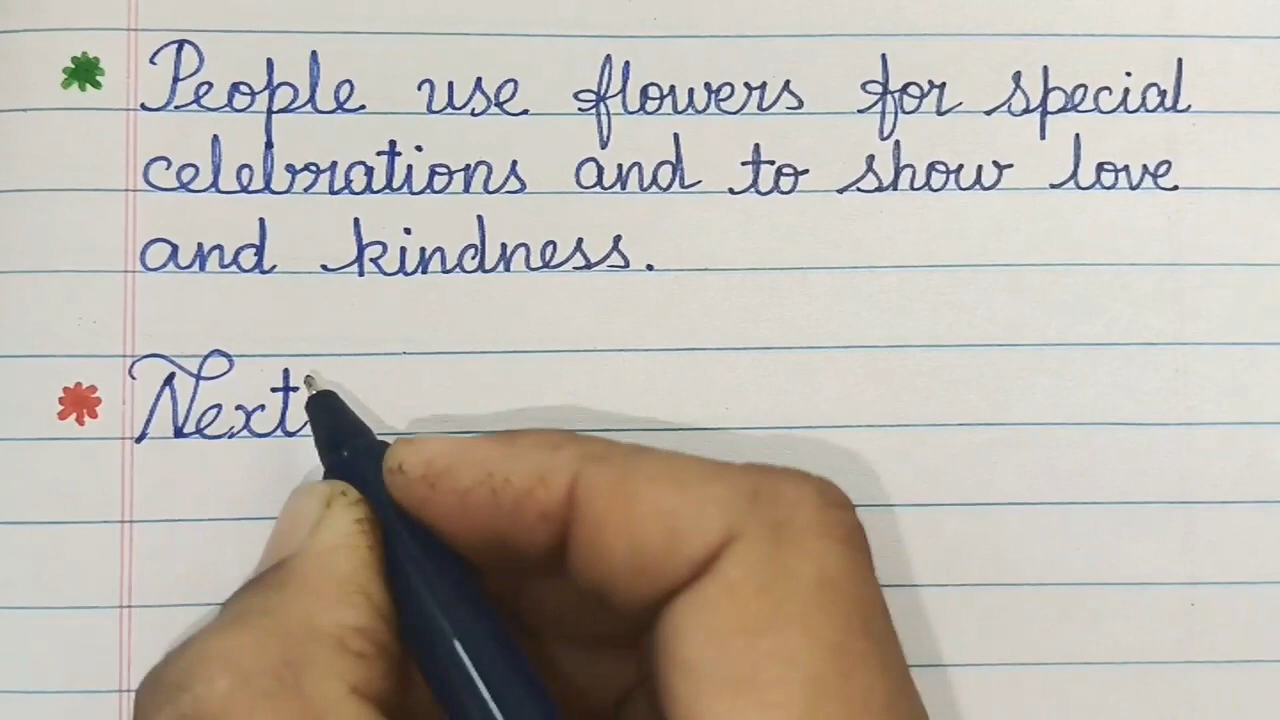 People use flowers for special
celebrations and to show love
and kindness.
Next